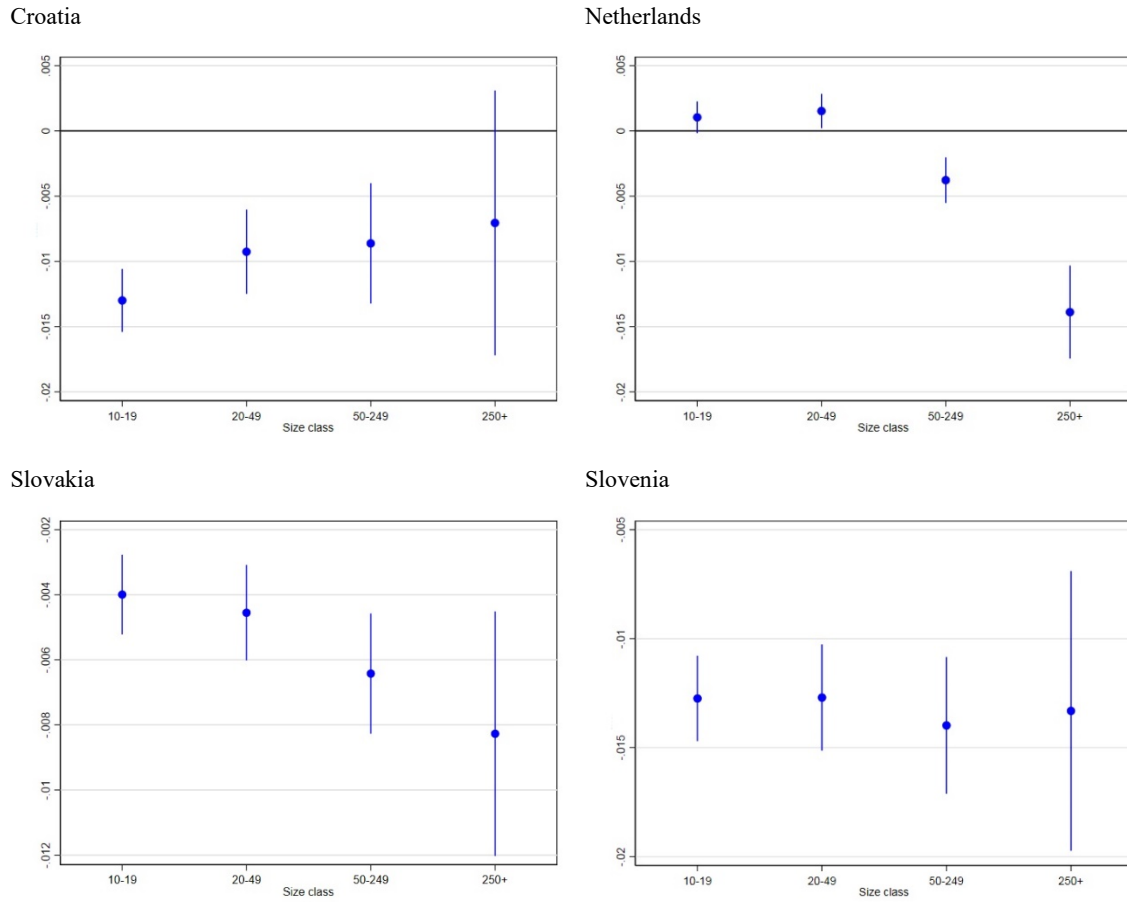 Croatia
.005
0
-.005
-.01
-.015
-.02
10-19 20-49 50-249 250+
Size class
Netherlands
.005
0
-.005
-.01
-.015
-.02
10-19 20-49 50-249 250+
Size class
Slovakia
-.002
-.004
-.006
-.008
-.01
-.012
10-19 20-49 50-249 250+
Size class
Slovenia
-.005
-.01
-.015
-.02
10-19 20-49 50-249 250+
Size class